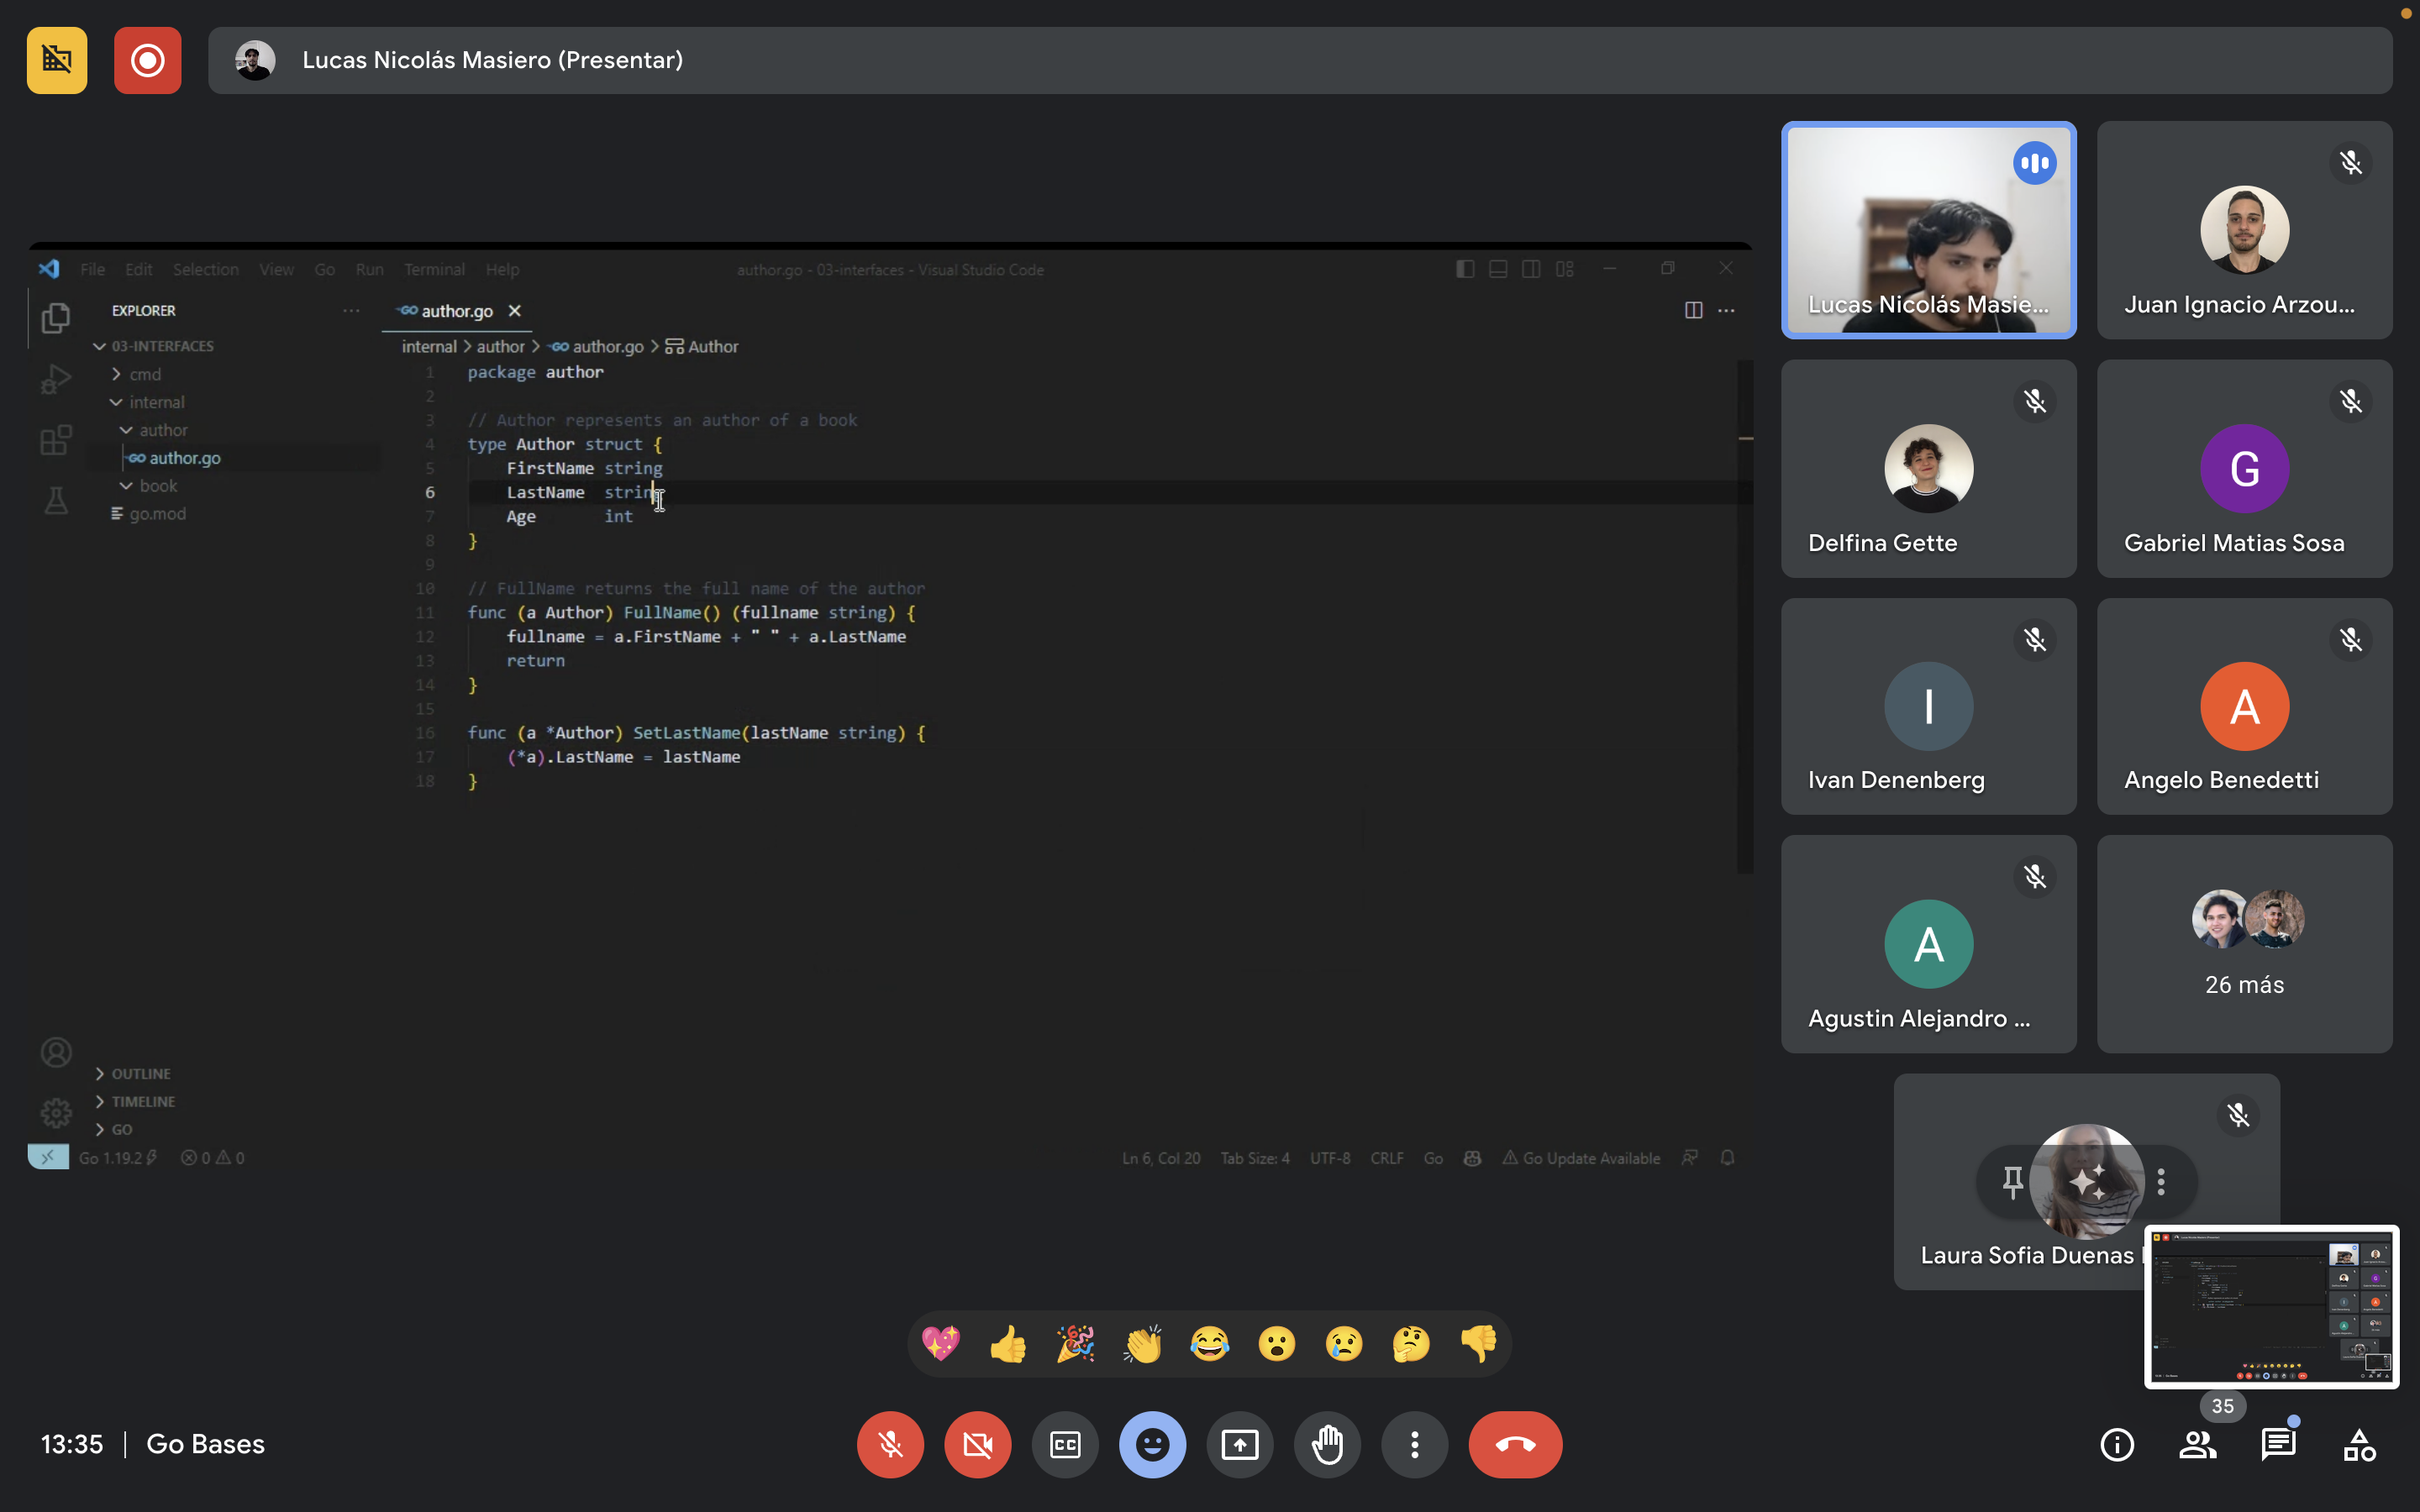 Lucas Nicolás Masiero (Presentar)
File Edit Selection View Go Run Terminal Help
author.go - 03-interfaces - Visual Studio Code
EXPLORER
03-INTERFACES
cmd
internal
author
author.go
book
go.mod
OUTLINE
TIMELINE
GO
author.go
internal > author > author.go > Author
1 package author
2
3 // Author represents an author of a book
4 type Author struct {
5 FirstName string
6 LastName string
7 Age int
8 }
9
10 // FullName returns the full name of the author
11 func (a Author) FullName() (fullname string) {
12 fullname = a.FirstName + " " + a.LastName
13 return
14 }
15
16 func (a *Author) SetLastName(lastName string) {
17 (*a).LastName = lastName
18 }
Go 1.19.2 0 0
Ln 6, Col 20 Tab Size: 4 UTF-8 CRLF Go Go Update Available
Lucas Nicolás Masie...
Juan Ignacio Arzou...
Delfina Gette
G
Gabriel Matias Sosa
I
Ivan Denenberg
A
Angelo Benedetti
A
Agustin Alejandro ...
26 más
Laura Sofia Duenas
13:35 | Go Bases
CC
35